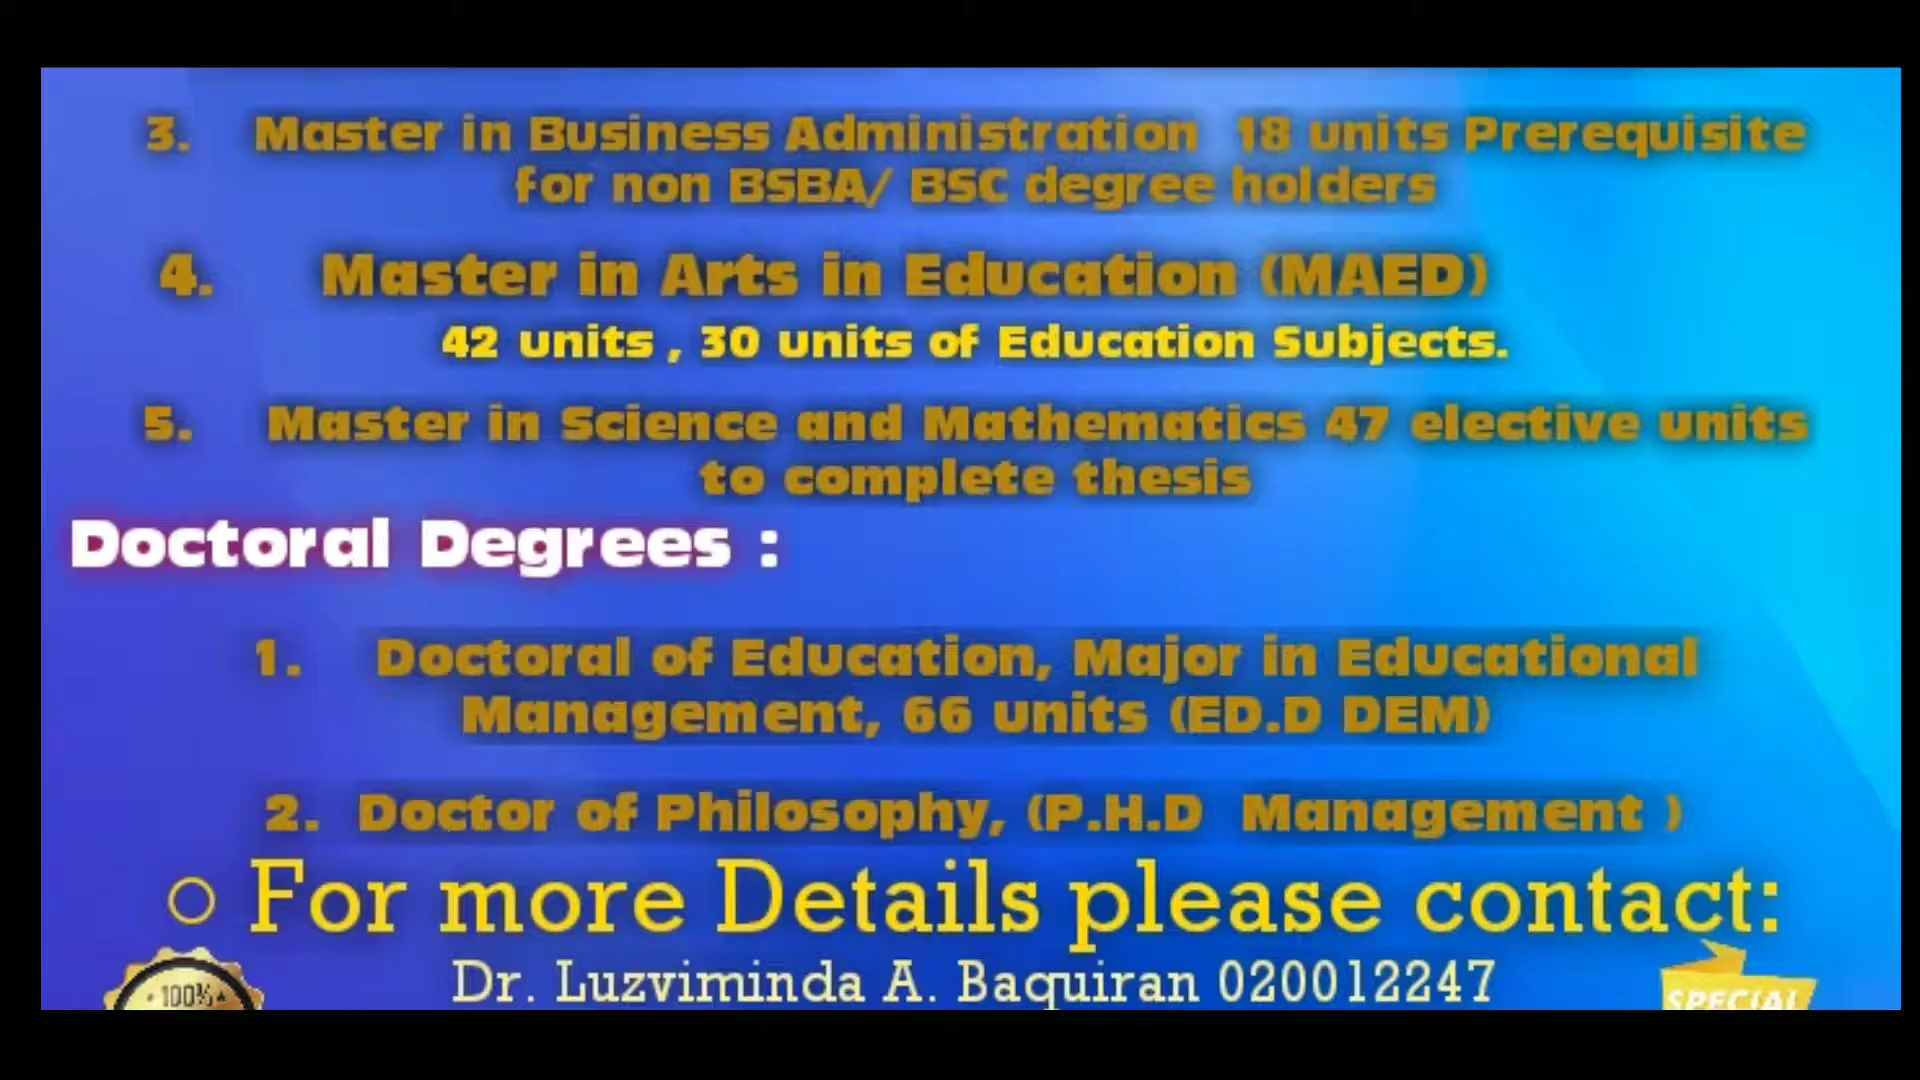 3. Master in Business Administration 18 units Prerequisite
for non BSBA/ BSC degree holders
4. Master in Arts in Education (MAED)
42 units , 30 units of Education Subjects.
5. Master in Science and Mathematics 47 elective units
to complete thesis
Doctoral Degrees :
1. Doctoral of Education, Major in Educational
Management, 66 units (ED.D DEM)
2. Doctor of Philosophy, (P.H.D Management )
○ For more Details please contact:
Dr. Luzviminda A. Baquiran 020012247
100%
SPECIAL